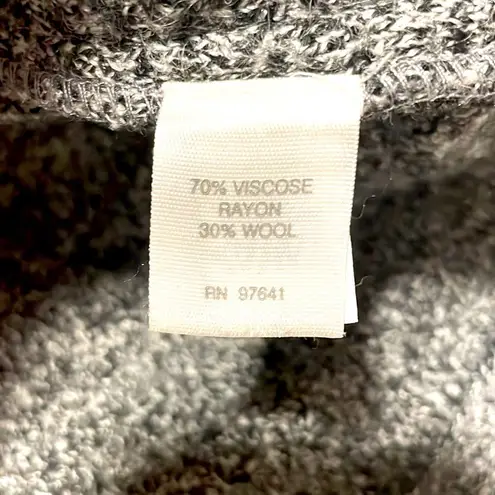 70% VISCOSE
RAYON
30% WOOL
RN 97641